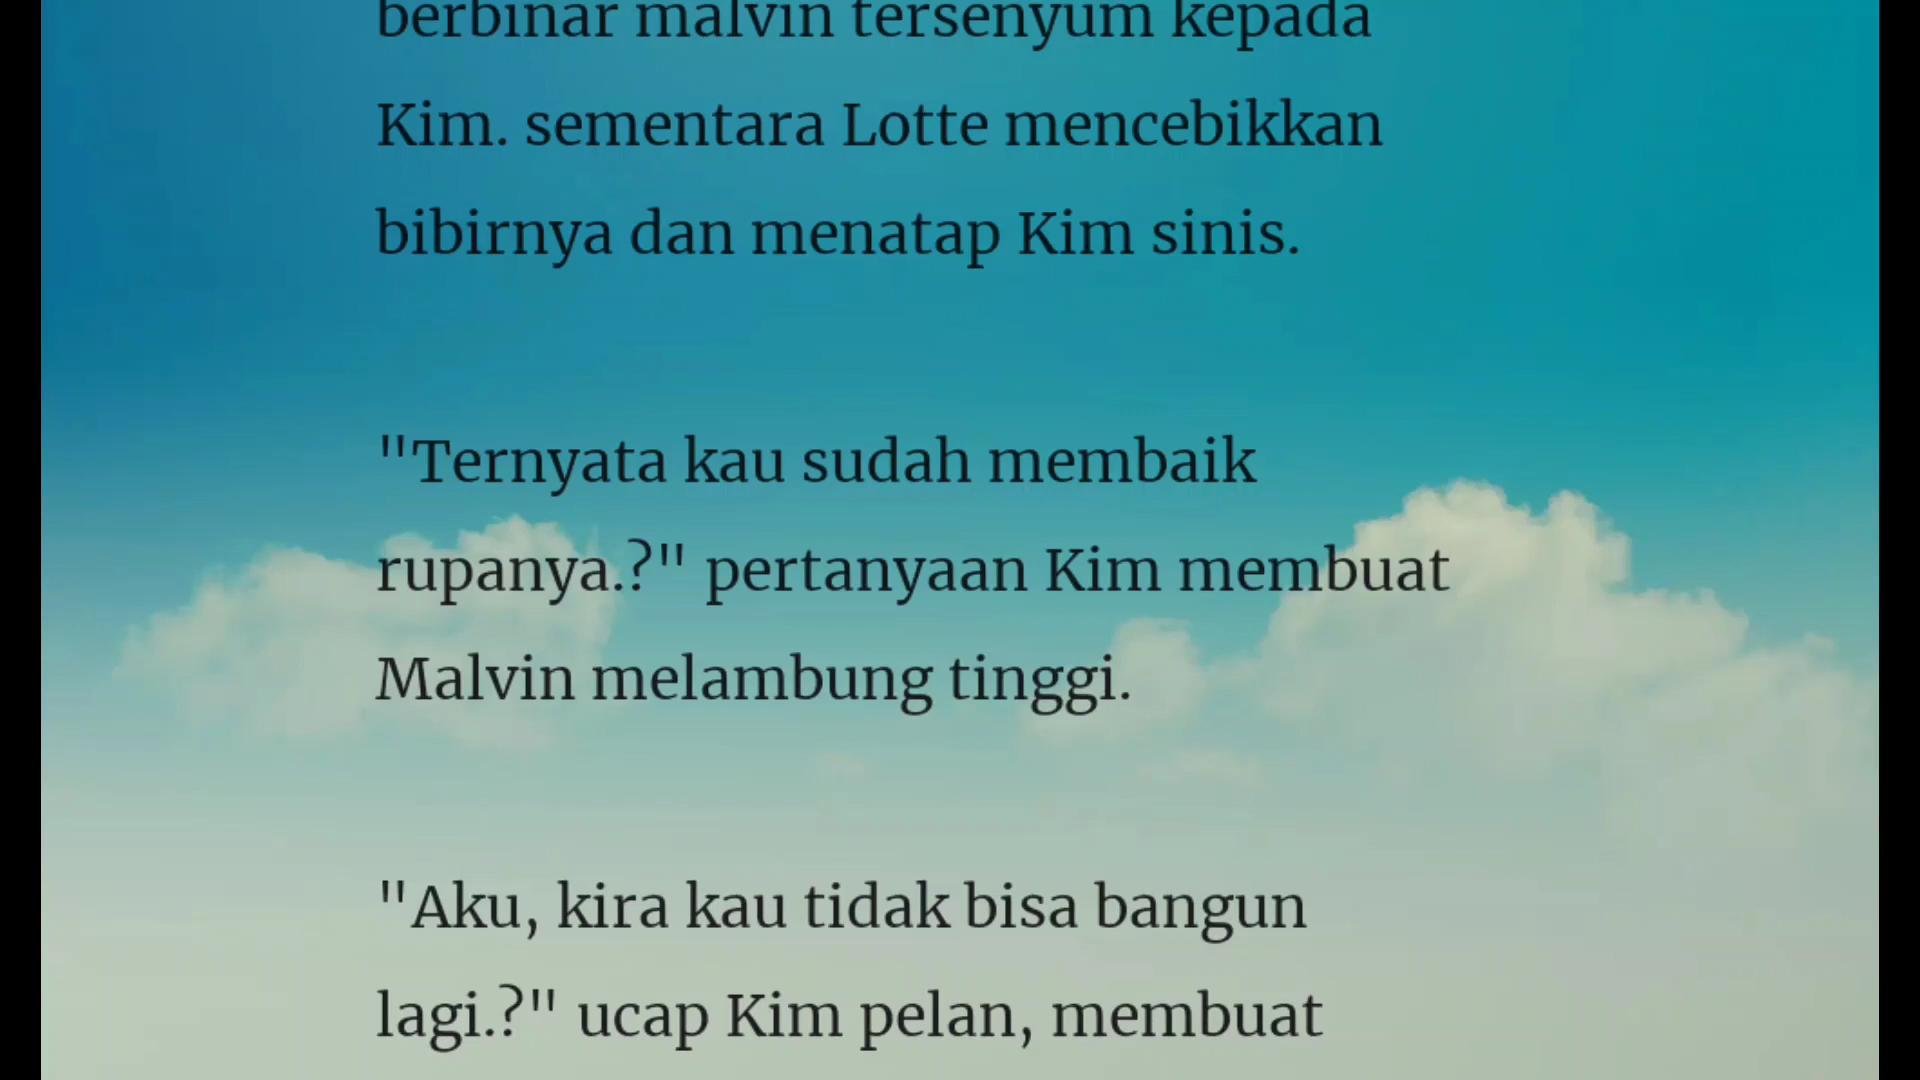 berbinar malvin tersenyum kepada
Kim. sementara Lotte mencebikkan
bibirnya dan menatap Kim sinis.
"Ternyata kau sudah membaik
rupanya.?" pertanyaan Kim membuat
Malvin melambung tinggi.
"Aku, kira kau tidak bisa bangun
lagi.?" ucap Kim pelan, membuat